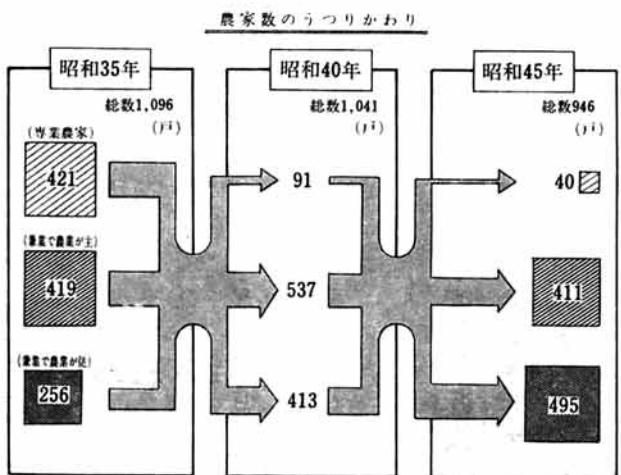 農家数のうつりかわり
昭和35年
総数1,096
(戸)
(専業農家)
421
(兼業で農業が主)
419
(兼業で農業が従)
256
昭和40年
総数1,041
(戸)
91
537
413
昭和45年
総数946
(戸)
40
411
495